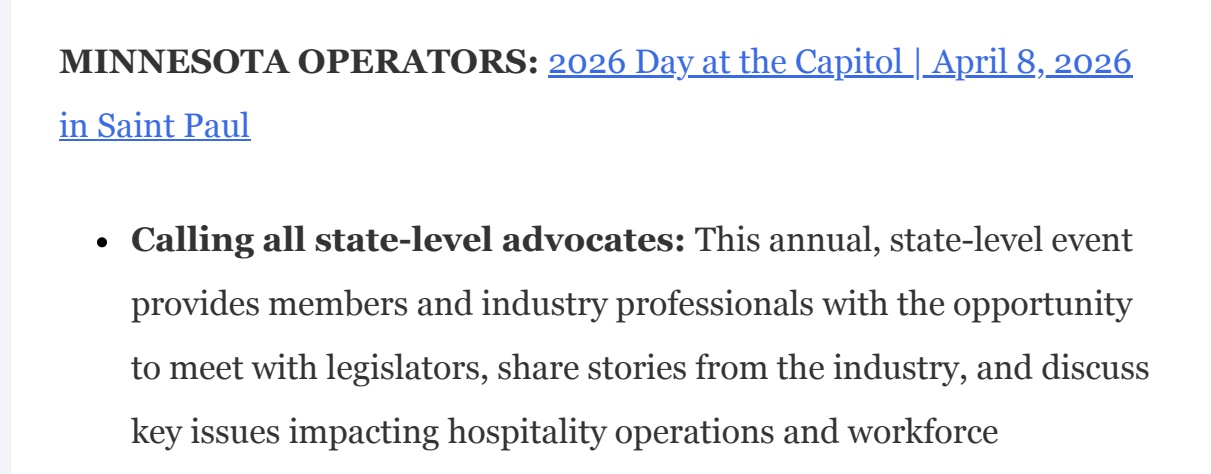 MINNESOTA OPERATORS: 2026 Day at the Capitol | April 8, 2026
in Saint Paul
• Calling all state-level advocates: This annual, state-level event
provides members and industry professionals with the opportunity
to meet with legislators, share stories from the industry, and discuss
key issues impacting hospitality operations and workforce